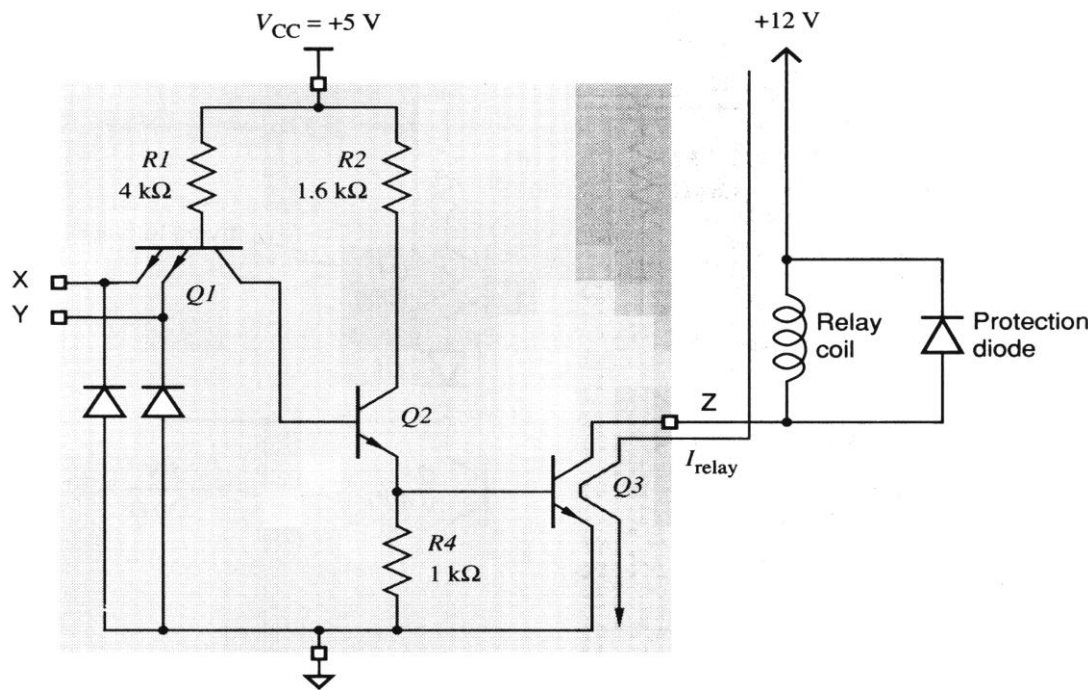 V_CC = +5 V
+12 V
R1
4 kΩ
R2
1.6 kΩ
X
Y
Q1
Relay
coil
Protection
diode
Q2
Z
I_relay
Q3
R4
1 kΩ